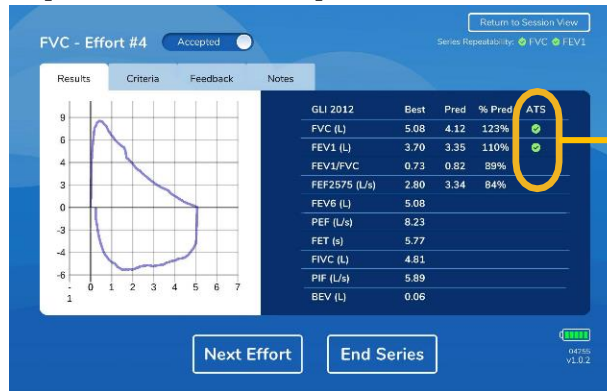 Return to Session View
FVC - Effort #4 Accepted
Series Repeatability: FVC FEV1
Results Criteria Feedback Notes
GLI 2012 Best Pred % Pred ATS
FVC (L) 5.08 4.12 123%
FEV1 (L) 3.70 3.35 110%
FEV1/FVC 0.73 0.82 89%
FEF2575 (L/s) 2.80 3.34 84%
FEV6 (L) 5.08
PEF (L/s) 8.23
FET (s) 5.77
FIVC (L) 4.81
PIF (L/s) 5.89
BEV (L) 0.06
9
6
4
3
0
-3
-4
-6
- 0 1 2 3 4 5 6 7
1
Next Effort End Series
04255
v1.0.2